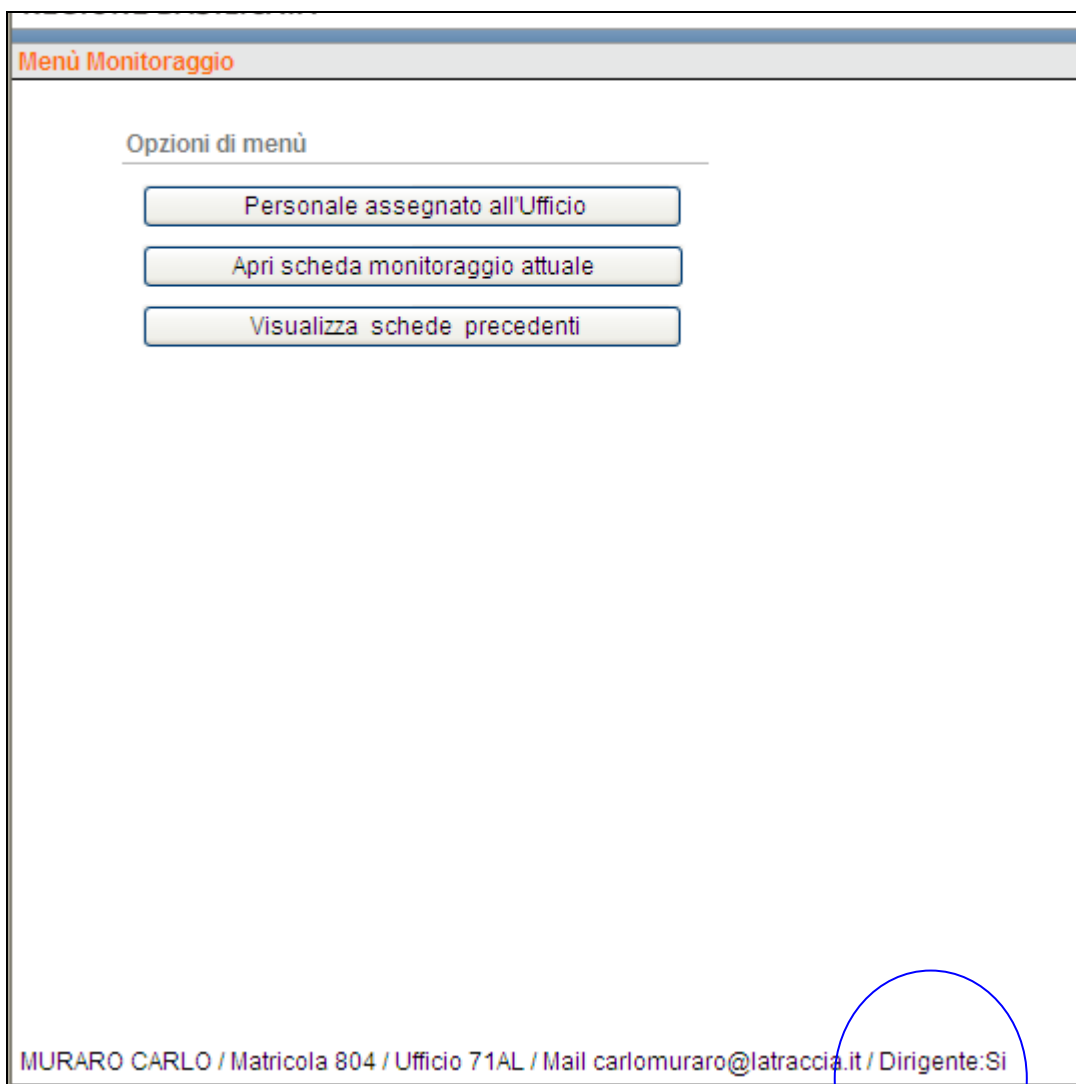 Menù Monitoraggio
Opzioni di menù
Personale assegnato all'Ufficio
Apri scheda monitoraggio attuale
Visualizza schede precedenti
MURARO CARLO / Matricola 804 / Ufficio 71AL / Mail carlomuraro@latraccia.it / Dirigente:Si